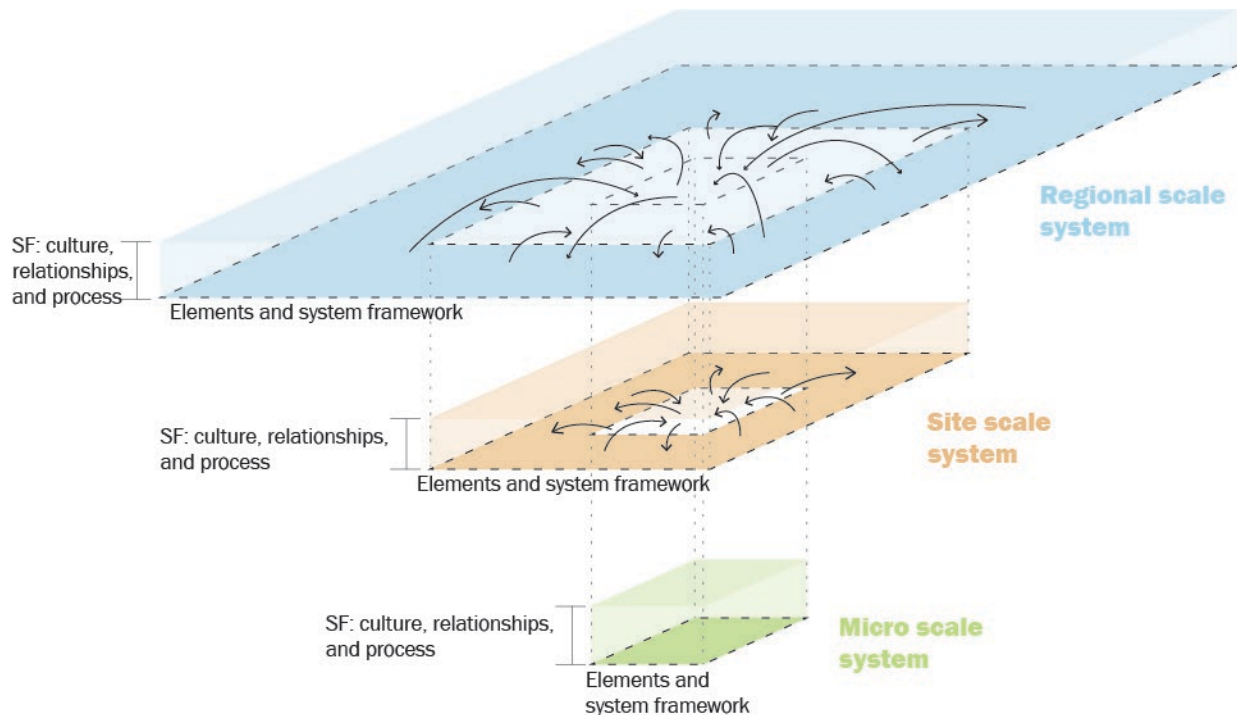 Regional scale
system
SF: culture,
relationships,
and process
Elements and system framework
Site scale
system
SF: culture, relationships,
and process
Elements and system framework
Micro scale
system
SF: culture, relationships,
and process
Elements and
system framework